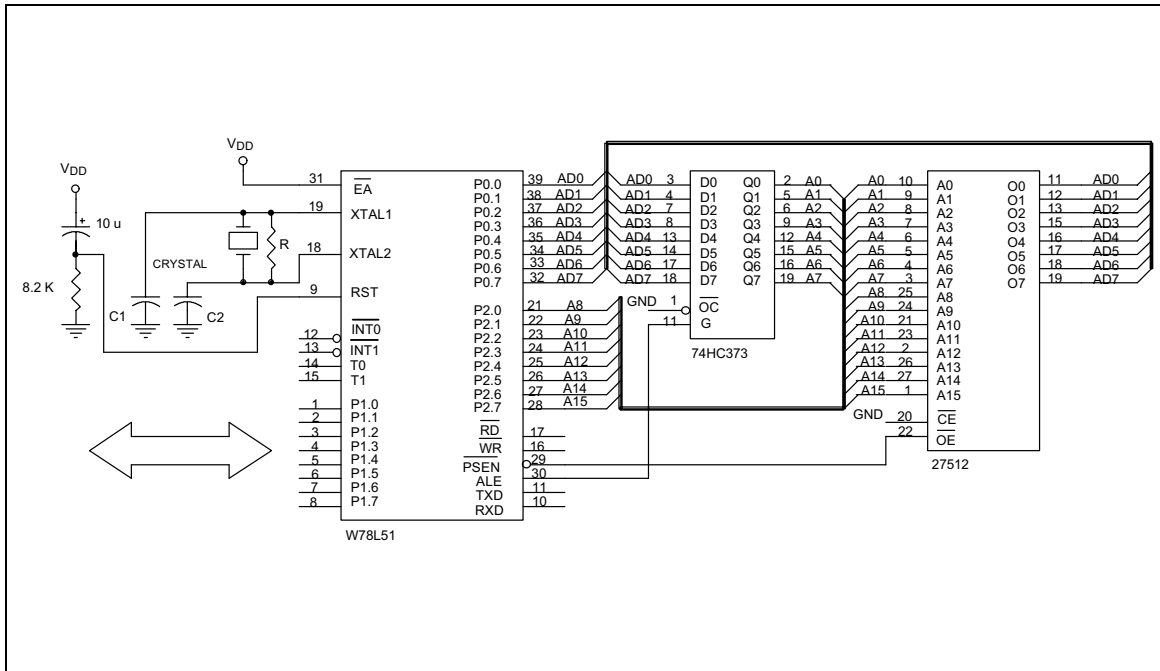 VDD
10 u
8.2 K
VDD
CRYSTAL
R
C1
C2
31 EA
19 XTAL1
18 XTAL2
9 RST
12 INT0
13 INT1
14 T0
15 T1
1 P1.0
2 P1.1
3 P1.2
4 P1.3
5 P1.4
6 P1.5
7 P1.6
8 P1.7
P0.0 39 AD0
P0.1 38 AD1
P0.2 37 AD2
P0.3 36 AD3
P0.4 35 AD4
P0.5 34 AD5
P0.6 33 AD6
P0.7 32 AD7
P2.0 21 A8
P2.1 22 A9
P2.2 23 A10
P2.3 24 A11
P2.4 25 A12
P2.5 26 A13
P2.6 27 A14
P2.7 28 A15
RD 17
WR 16
PSEN 29
ALE 30
TXD 11
RXD 10
W78L51
AD0 3 D0 Q0 2 A0
AD1 4 D1 Q1 5 A1
AD2 7 D2 Q2 6 A2
AD3 8 D3 Q3 9 A3
AD4 13 D4 Q4 12 A4
AD5 14 D5 Q5 15 A5
AD6 17 D6 Q6 16 A6
AD7 18 D7 Q7 19 A7
GND 1 OC
11 G
74HC373
A0 10 A0 O0 11 AD0
A1 9 A1 O1 12 AD1
A2 8 A2 O2 13 AD2
A3 7 A3 O3 15 AD3
A4 6 A4 O4 16 AD4
A5 5 A5 O5 17 AD5
A6 4 A6 O6 18 AD6
A7 3 A7 O7 19 AD7
A8 25 A8
A9 24 A9
A10 21 A10
A11 23 A11
A12 2 A12
A13 26 A13
A14 27 A14
A15 1 A15
GND 20 CE
22 OE
27512